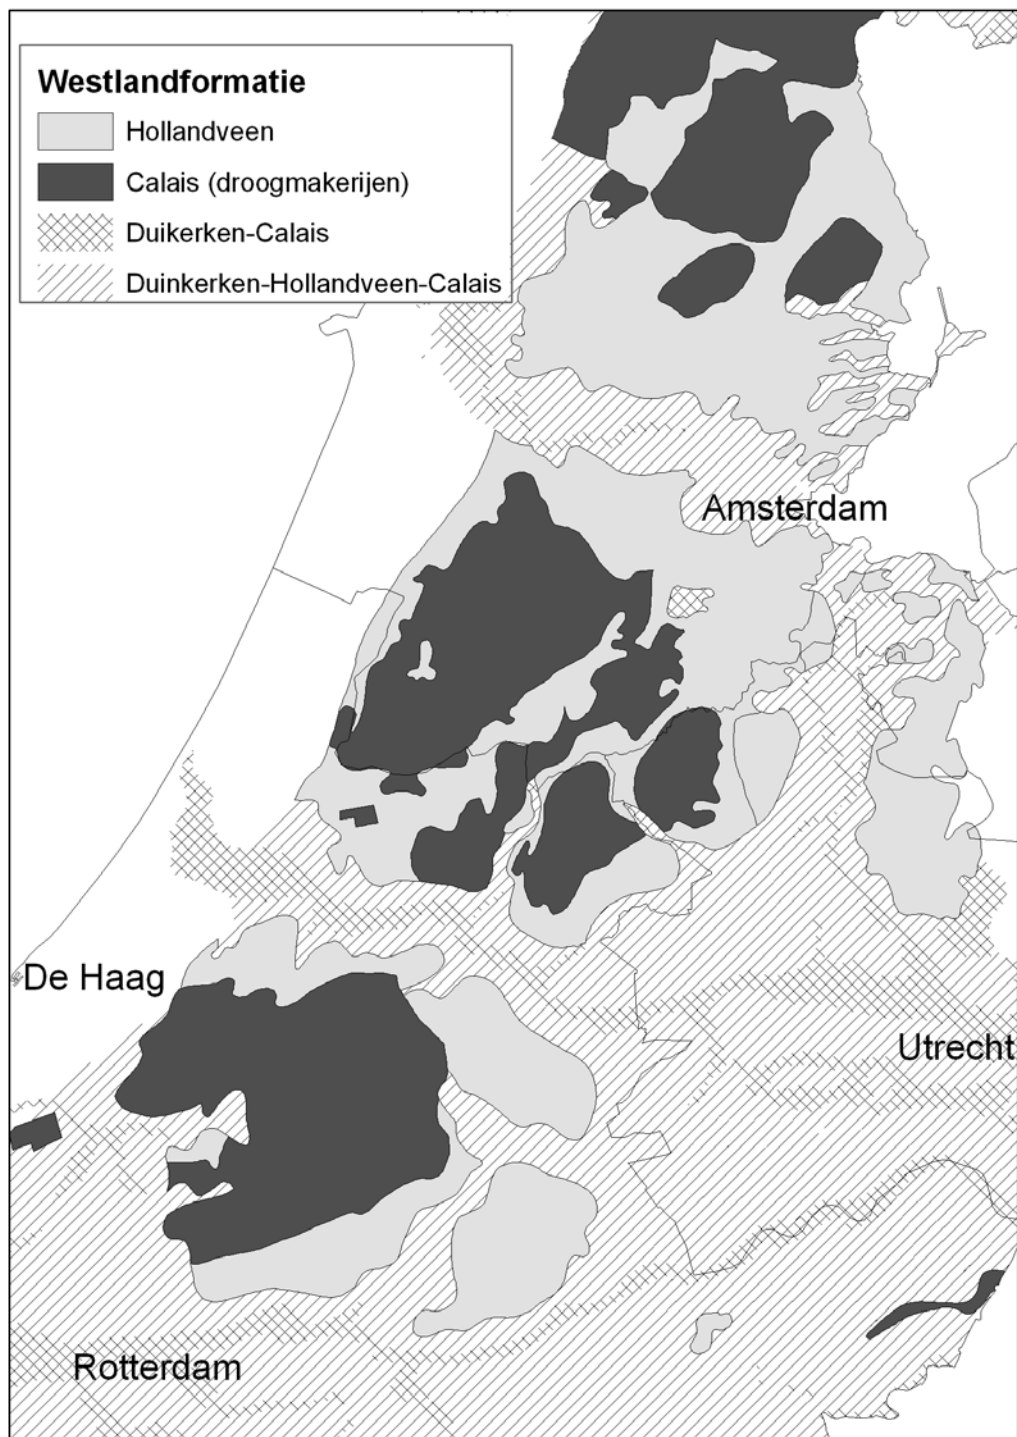 Westlandformatie
Hollandveen
Calais (droogmakerijen)
Duikerken-Calais
Duinkerken-Hollandveen-Calais
Amsterdam
De Haag
Utrecht
Rotterdam